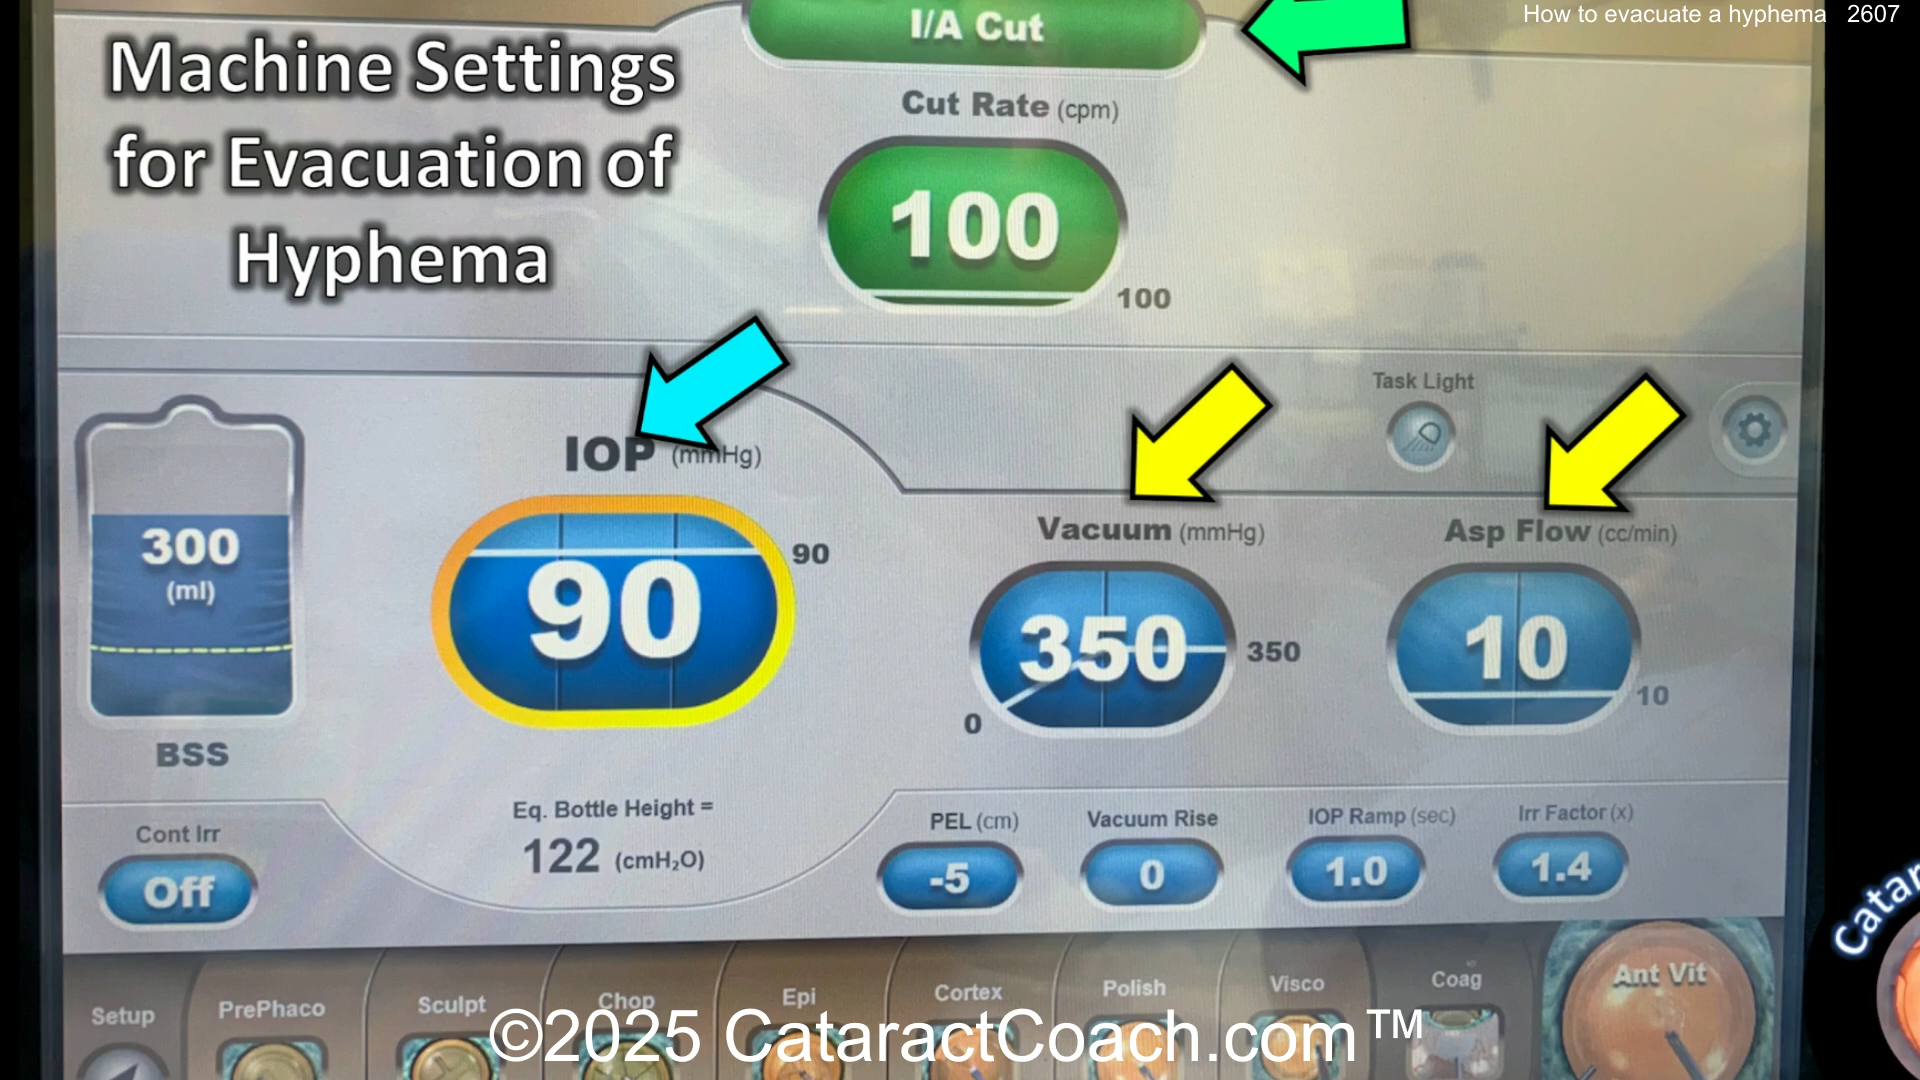 How to evacuate a hyphema 2607
I/A Cut
Machine Settings
for Evacuation of
Hyphema
Cut Rate (cpm)
100
100
Task Light
IOP (mmHg)
90
90
300
(ml)
BSS
Vacuum (mmHg)
350
350
0
Asp Flow (cc/min)
10
10
Eq. Bottle Height =
122 (cmH₂O)
Cont Irr
Off
PEL (cm)
-5
Vacuum Rise
0
IOP Ramp (sec)
1.0
Irr Factor (x)
1.4
Catar
Setup
PrePhaco
Sculpt
Chop
Epi
Cortex
Polish
Visco
Coag
Ant Vit
©2025 CataractCoach.com™